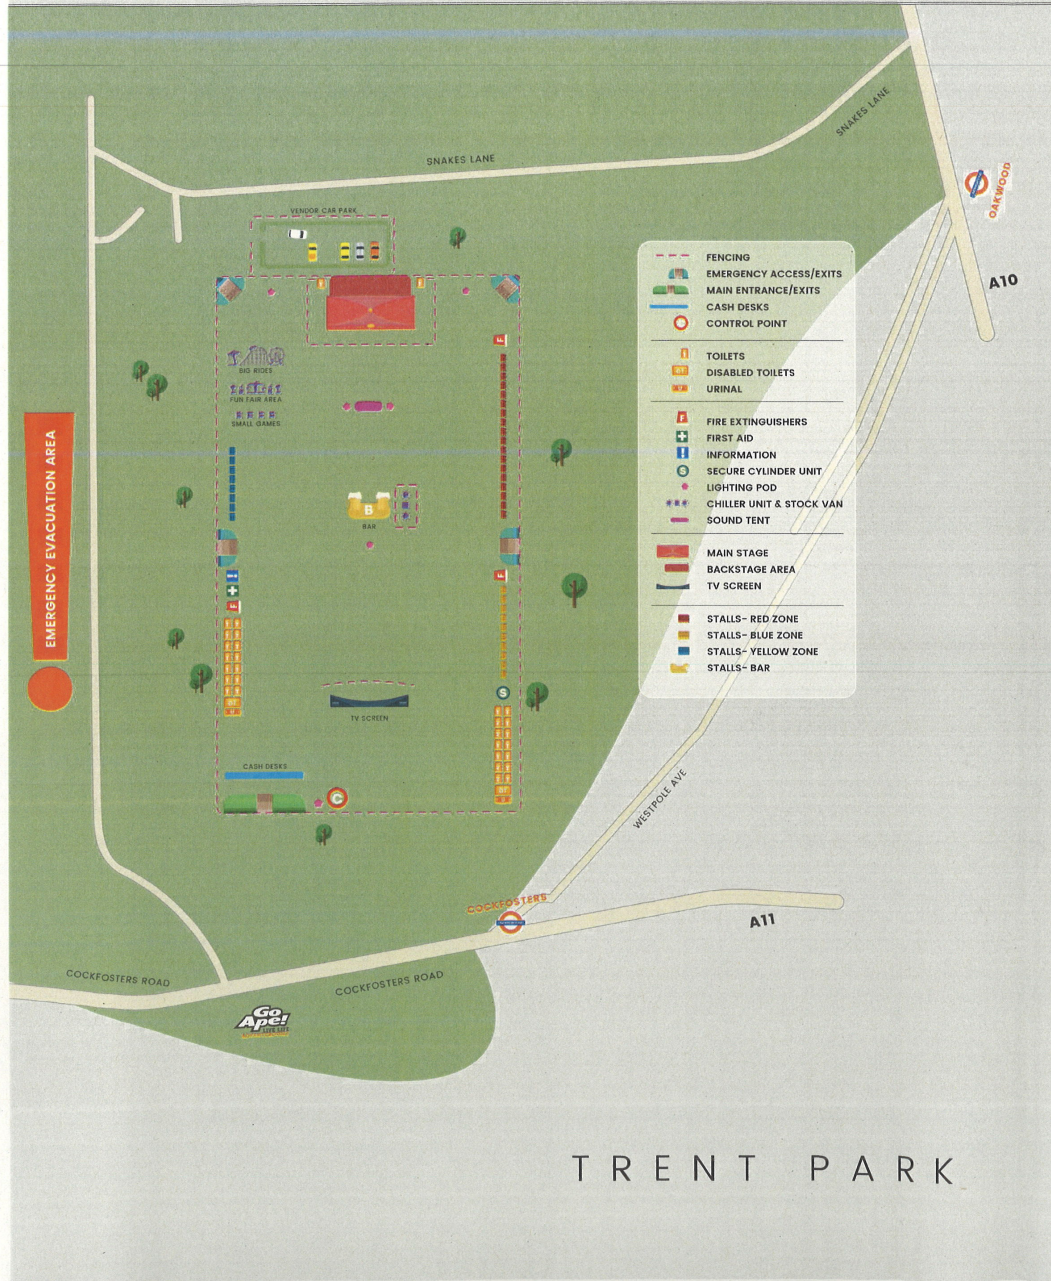 SNAKES LANE
SNAKES LANE
OAKWOOD
VENDOR CAR PARK
A10
FENCING
EMERGENCY ACCESS/EXITS
MAIN ENTRANCE/EXITS
CASH DESKS
CONTROL POINT
TOILETS
DISABLED TOILETS
URINAL
F FIRE EXTINGUISHERS
FIRST AID
INFORMATION
S SECURE CYLINDER UNIT
LIGHTING POD
CHILLER UNIT & STOCK VAN
SOUND TENT
MAIN STAGE
BACKSTAGE AREA
TV SCREEN
STALLS- RED ZONE
STALLS- BLUE ZONE
STALLS- YELLOW ZONE
STALLS- BAR
F
BIG RIDES
FUN FAIR AREA
SMALL GAMES
EMERGENCY EVACUATION AREA
B
BAR
F
F
S
TV SCREEN
CASH DESKS
C
WESTPOLE AVE
COCKFOSTERS
A11
COCKFOSTERS ROAD
COCKFOSTERS ROAD
Go
Ape!
TRENT PARK